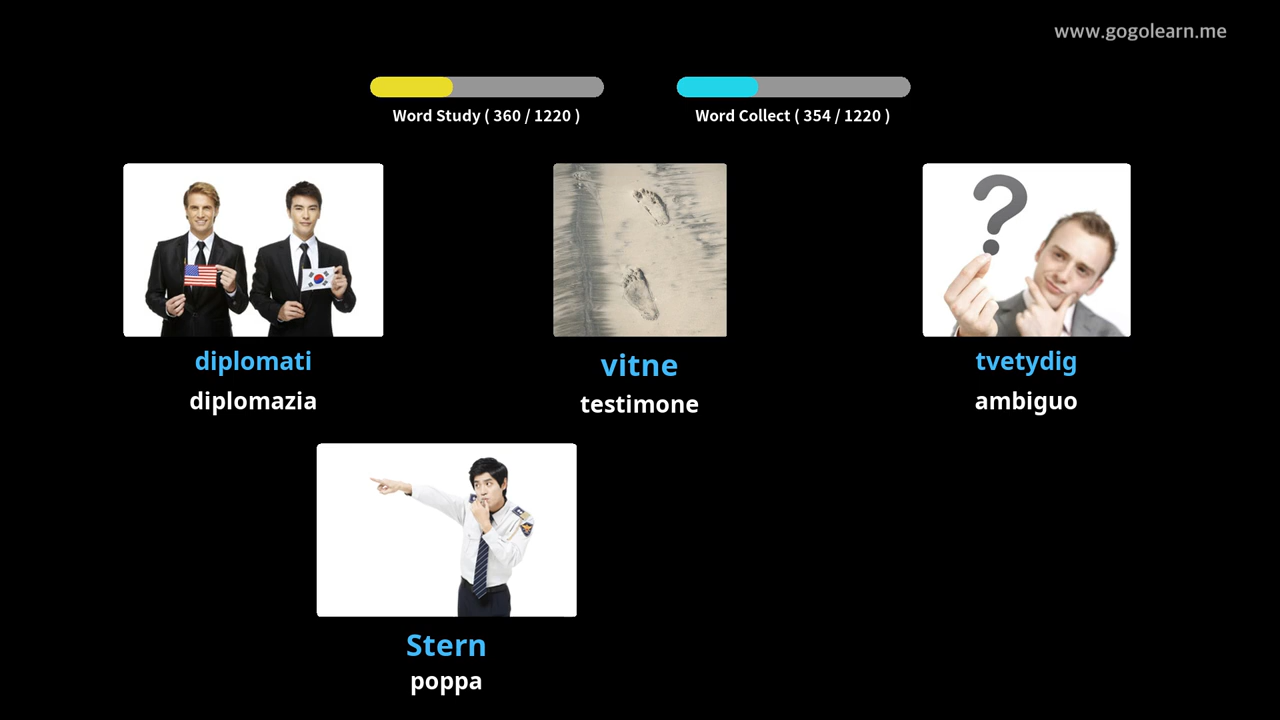 www.gogolearn.me
Word Study ( 360 / 1220 )
Word Collect ( 354 / 1220 )
diplomati
diplomazia
vitne
testimone
tvetydig
ambiguo
Stern
poppa